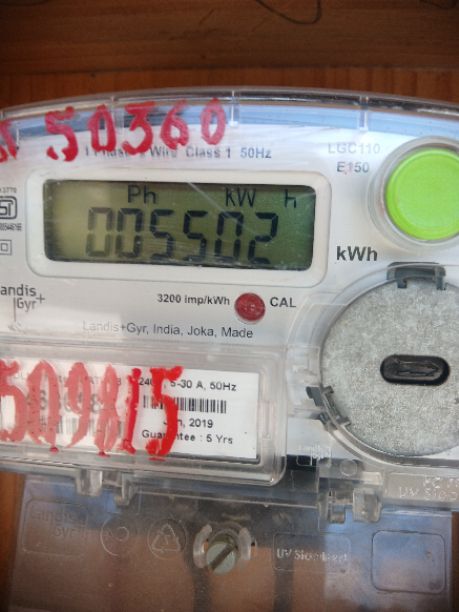 50360
1 Phase 2 Wire Class 1 50Hz
LGC110
E150
Ph kW h
005502
kWh
Landis
Gyr+
3200 imp/kWh
CAL
Landis+Gyr, India, Joka, Made
5-30 A, 50Hz
509815
2019
Guarantee : 5 Yrs